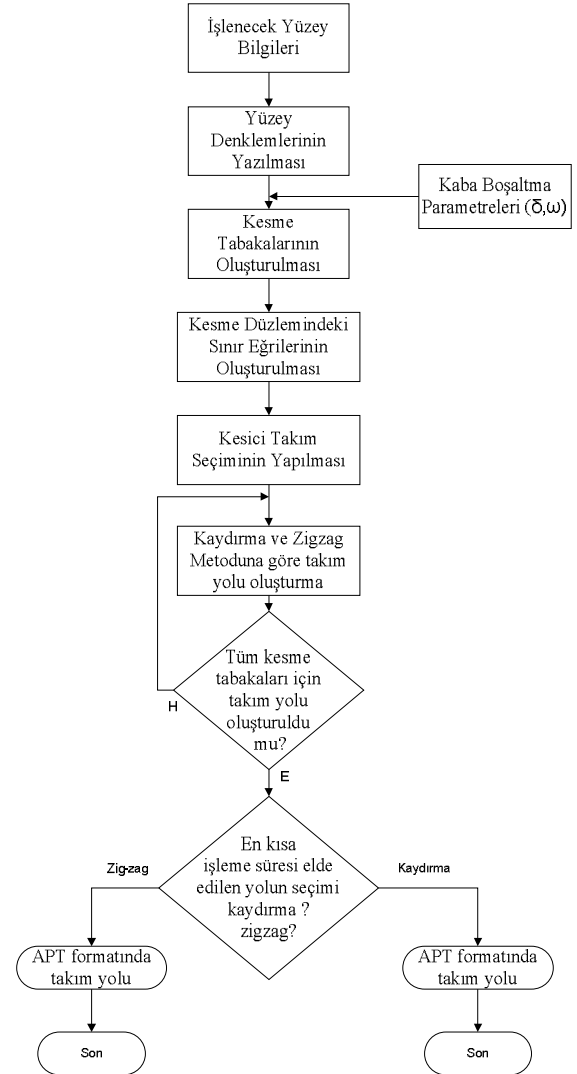 İşlenecek Yüzey
Bilgileri
Yüzey
Denklemlerinin
Yazılması
Kaba Boşaltma
Parametreleri (δ,ω)
Kesme
Tabakalarının
Oluşturulması
Kesme Düzlemindeki
Sınır Eğrilerinin
Oluşturulması
Kesici Takım
Seçiminin Yapılması
Kaydırma ve Zigzag
Metoduna göre takım
yolu oluşturma
Tüm kesme
tabakaları için
takım yolu
oluşturuldu
mu?
H
E
En kısa
işleme süresi elde
edilen yolun seçimi
kaydırma ?
zigzag?
Zig-zag
Kaydırma
APT formatında
takım yolu
APT formatında
takım yolu
Son
Son